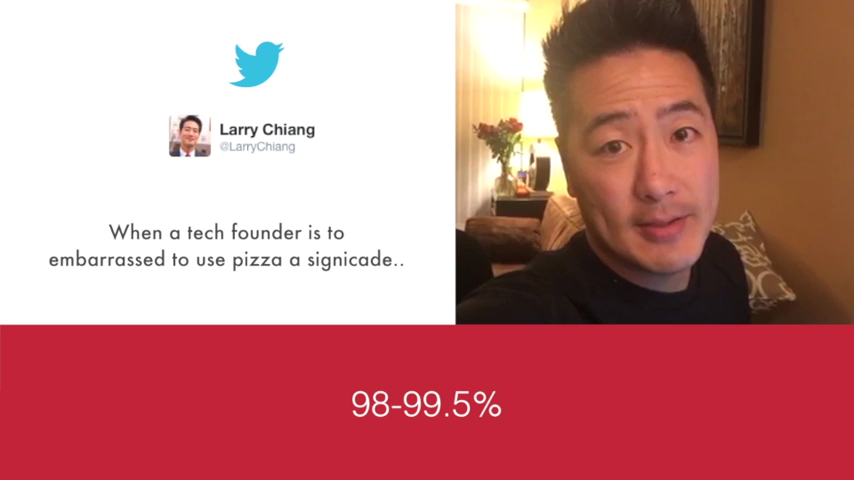 Larry Chiang
@LarryChiang
When a tech founder is to
embarrassed to use pizza a signicade..
98-99.5%